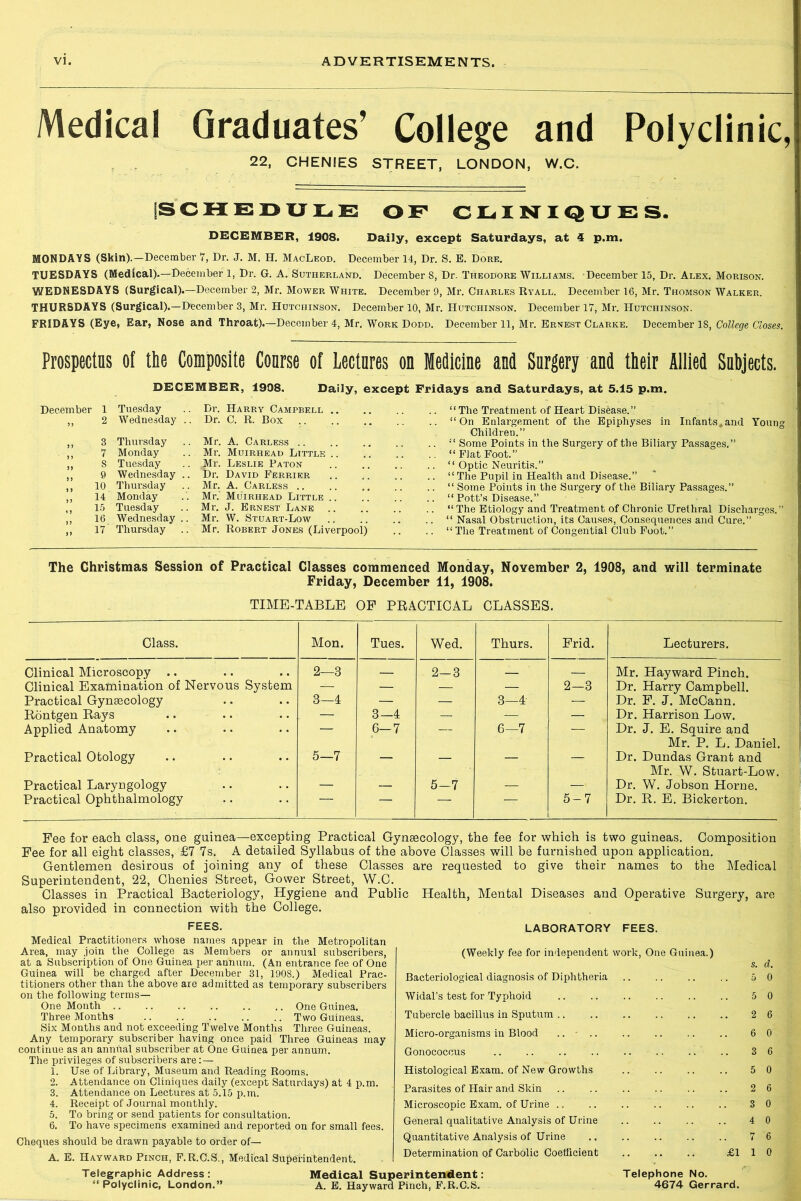 vi. ADVERTISEMENTS.
Medical Graduates' College and Polyclinic,
22, CHENIES STREET, LONDON, W.C.
[SCHEDULE OF CLINIQUES.
DECEMBER, 1908. Daily, except Saturdays, at 4 p.m.
MONDAYS (Skin).—December 7, Dr. J. M. H. MacLeod. December 14, Dr. S. E. Dore.
TUESDAYS (Medical).—December 1, Dr. G. A. Sutherland. December 8, Dr. Theodore Williams. December 15, Dr. Alex. Morison.
WEDNESDAYS (Surgical).—December 2, Mr. Mower White. December 9, Mr. Charles Ryall. December 16, Mr. Thomson Walker.
THURSDAYS (Surgical).—December 3, Mr. Hutchinson. December 10, Mr. Hutchinson. December 17, Mr. Hutchinson.
FRIDAYS (Eye, Ear, Nose and Throat).—December 4, Mr. Work Dodd. December 11, Mr. Ernest Clarke. December 18, College Closes.
Prospectus of the Composite Course of Lectures on Medicine and Surgery and their Allied Subjects.
DECEMBER, 1908. Daily, except Fridays and Saturdays, at 5.15 p.m.
December 1 Tuesday .. Dr. Harry Campbell .. .. .. .. "The Treatment of Heart Disease."
„ 2 Wednesday .. Dr. C. R. Box .. .. .. .. .. "On Enlargement of the Epiphyses in Infants and Young
Children."
„ 3 Thursday .. Mr. A. Carless .. .. .. .. .. "Some Points in the Surgery of the Biliary Passages."
„ 7 Monday .. Mr. Muirhead Little .. .. .. .. "Flat Foot."
„ 8 Tuesday .. Mr. Leslie Paton .. .. .. .. "Optic Neuritis."
„ 9 Wednesday .. Dr. David Ferrier .. .. .. .. "The Pupil in Health and Disease."
„ 10 Thursday .. Mr. A. Carless .. .. .. .. .. "Some Points in the Surgery of the Biliary Passages."
„ 14 Monday .. Mr. Muirhead Little .. .. .. .. "Pott's Disease."
„ 15 Tuesday .. Mr. J. Ernest Lane .. .. .. .. "The Etiology and Treatment of Chronic Urethral Discharges."
„ 16 Wednesday .. Mr. W. Stuart-Low .. .. .. .. "Nasal Obstruction, its Causes, Consequences and Cure."
„ 17 Thursday .. Mr. Robert Jones (Liverpool) .. .. "The Treatment of Congential Club Foot."
The Christmas Session of Practical Classes commenced Monday, November 2, 1908, and will terminate
Friday, December 11, 1908.
TIME-TABLE OF PRACTICAL CLASSES.
Class. Mon. Tues. Wed. Thurs. Frid. Lecturers.
Clinical Microscopy .. .. .. 2—3 — 2—3 — — Mr. Hayward Pinch.
Clinical Examination of Nervous System — — — — 2—3 Dr. Harry Campbell.
Practical Gynæcology .. .. 3—4 — — 3—4 — Dr. F. J. McCann.
Röntgen Rays .. .. .. — 3—4 — — — Dr. Harrison Low.
Applied Anatomy .. .. .. — 6—7 — 6—7 — Dr. J. E. Squire and
Mr. P. L. Daniel.
Practical Otology .. .. .. 5—7 — — — — Dr. Dundas Grant and
Mr. W. Stuart-Low.
Practical Laryngology .. .. — — 5—7 — — Dr. W. Jobson Horne.
Practical Ophthalmology .. .. — — — — 5-7 Dr. R. E. Bickerton.
Fee for each class, one guinea—excepting Practical Gynæcology, the fee for which is two guineas. Composition
Fee for all eight classes, £7 7s. A detailed Syllabus of the above Classes will be furnished upon application.
Gentlemen desirous of joining any of these Classes are requested to give their names to the Medical
Superintendent, 22, Chenies Street, Gower Street, W.C.
Classes in Practical Bacteriology, Hygiene and Public Health, Mental Diseases and Operative Surgery, are
also provided in connection with the College.
FEES.
Medical Practitioners whose names appear in the Metropolitan
Area, may join the College as Members or annual subscribers,
at a Subscription of One Guinea per annum. (An entrance fee of One
Guinea will be charged after December 31, 1908.) Medical Prac-
titioners other than the above are admitted as temporary subscribers
on the following terms—
One Month .. .. .. .. .. .. One Guinea.
Three Months .. .. .. .. .. Two Guineas.
Six Months and not exceeding Twelve Months Three Guineas.
Any temporary subscriber having once paid Three Guineas may
continue as an annual subscriber at One Guinea per annum.
The privileges of subscribers are:—
1. Use of Library, Museum and Reading Rooms.
2. Attendance on Cliniques daily (except Saturdays) at 4 p.m.
3. Attendance on Lectures at 5.15 p.m.
4. Receipt of Journal monthly.
5. To bring or send patients for consultation.
6. To have specimens examined and reported on for small fees.
Cheques should be drawn payable to order of—
A. E. Hayward Pinch, F.R.C.S., Medical Superintendent.
LABORATORY FEES.
(Weekly fee for independent work, One Guinea.)
s. d.
Bacteriological diagnosis of Diphtheria .. .. .. .. 5 0
Widal's test for Typhoid .. .. .. .. .. .. 5 0
Tubercle bacillus in Sputum .. .. .. .. .. .. 2 6
Micro-organisms in Blood .. .. .. .. .. .. 6 0
Gonococcus .. .. .. .. .. .. .. .. 3 6
Histological Exam. of New Growths .. .. .. .. 5 0
Parasites of Hair and Skin .. .. .. .. .. .. 2 6
Microscopic Exam. of Urine .. .. .. .. .. .. 3 0
General qualitative Analysis of Urine .. .. .. .. 4 0
Quantitative Analysis of Urine .. .. .. .. .. 7 6
Determination of Carbolic Coefficient .. .. .. £1 1 0
Telegraphic Address: Medical Superintendent: Telephone No.
"Polyclinic, London." A. E. Hayward Pinch, F.R.C.S. 4674 Gerrard.